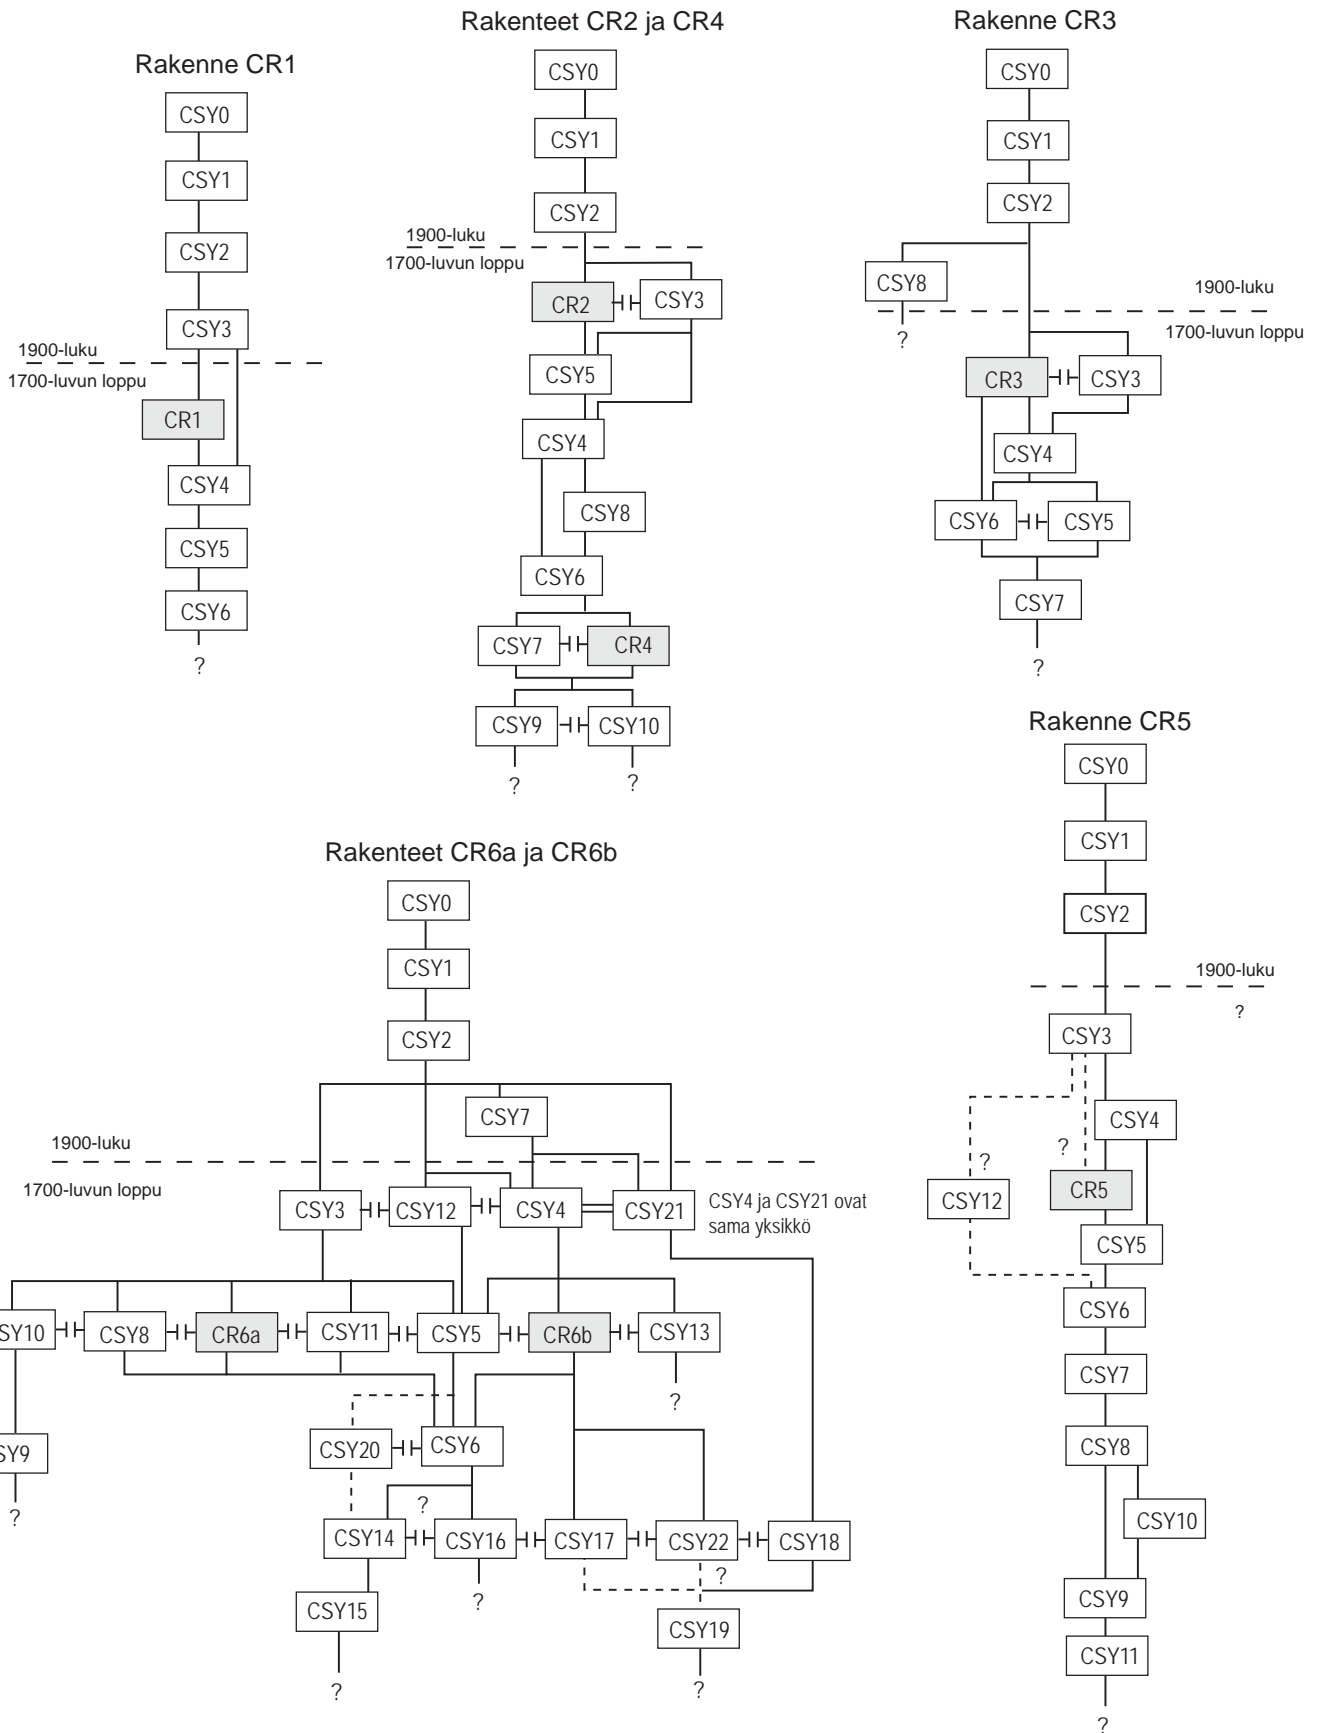 Rakenne CR1
CSY0
CSY1
CSY2
CSY3
1900-luku
1700-luvun loppu
CR1
CSY4
CSY5
CSY6
?
Rakenteet CR2 ja CR4
CSY0
CSY1
CSY2
1900-luku
1700-luvun loppu
CR2
CSY3
CSY5
CSY4
CSY8
CSY6
CSY7
CR4
CSY9
CSY10
?
?
Rakenne CR3
CSY0
CSY1
CSY2
CSY8
?
1900-luku
1700-luvun loppu
CR3
CSY3
CSY4
CSY6
CSY5
CSY7
?
Rakenne CR5
CSY0
CSY1
CSY2
1900-luku
?
CSY3
CSY4
?
?
CSY12
CR5
CSY5
CSY6
CSY7
CSY8
CSY10
CSY9
CSY11
?
Rakenteet CR6a ja CR6b
CSY0
CSY1
CSY2
CSY7
1900-luku
1700-luvun loppu
CSY3
CSY12
CSY4
CSY21
CSY4 ja CSY21 ovat
sama yksikkö
SY10
CSY8
CR6a
CSY11
CSY5
CR6b
CSY13
?
SY9
?
CSY20
CSY6
?
CSY14
CSY16
CSY17
CSY22
CSY18
?
?
CSY15
CSY19
?
?